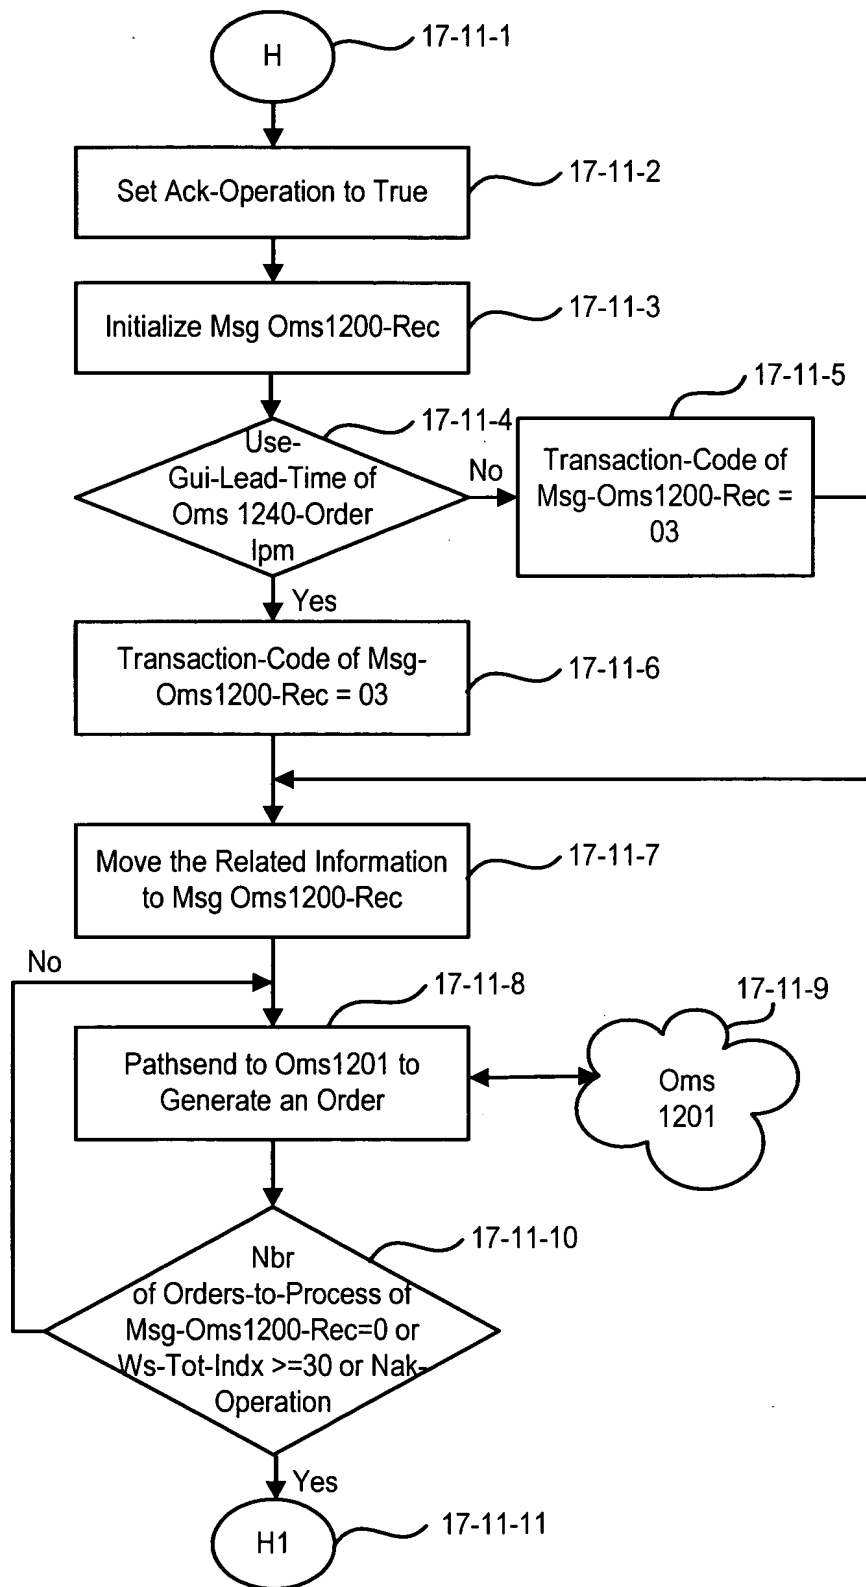 H
17-11-1
Set Ack-Operation to True
17-11-2
Initialize Msg Oms1200-Rec
17-11-3
17-11-4
Use-
Gui-Lead-Time of
Oms 1240-Order
Ipm
No
17-11-5
Transaction-Code of
Msg-Oms1200-Rec =
03
Yes
Transaction-Code of Msg-
Oms1200-Rec = 03
17-11-6
Move the Related Information
to Msg Oms1200-Rec
17-11-7
No
17-11-8
Pathsend to Oms1201 to
Generate an Order
17-11-9
Oms
1201
17-11-10
Nbr
of Orders-to-Process of
Msg-Oms1200-Rec=0 or
Ws-Tot-Indx >=30 or Nak-
Operation
Yes
H1
17-11-11